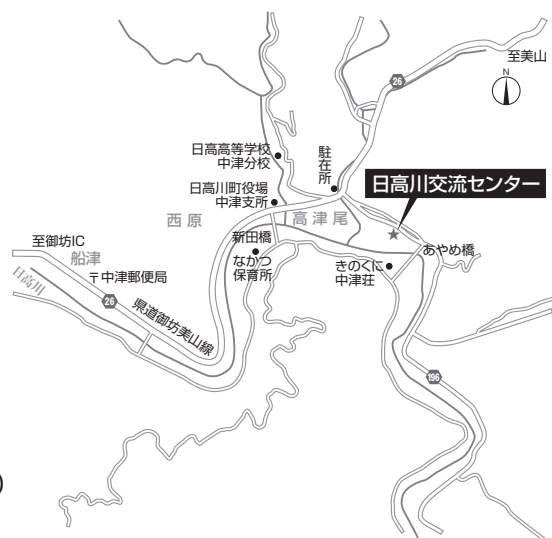 至美山
26
N
日高高等学校
中津分校
駐在所
日高川交流センター
日高川町役場
中津支所
西原
高津尾
至御坊IC
船津
新田橋
あやめ橋
なかつ
保育所
きのくに
中津荘
〒中津郵便局
日高川
26
県道御坊美山線
196
)